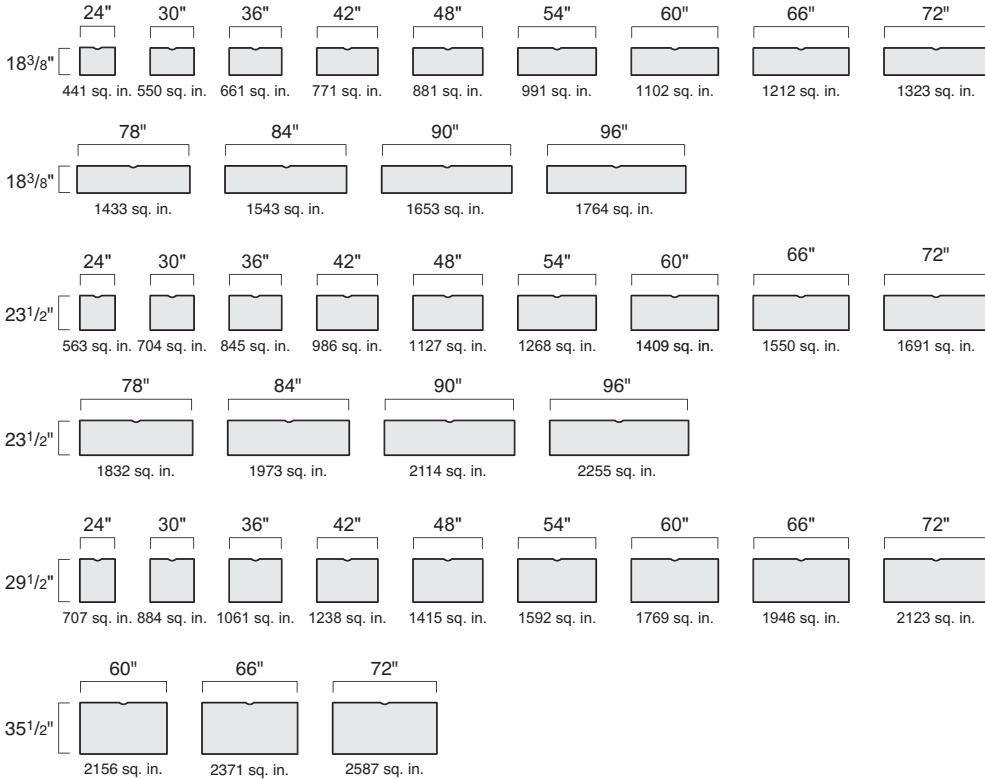 24" 30" 36" 42" 48" 54" 60" 66" 72"
18 3/8"
441 sq. in. 550 sq. in. 661 sq. in. 771 sq. in. 881 sq. in. 991 sq. in. 1102 sq. in. 1212 sq. in. 1323 sq. in.
78" 84" 90" 96"
18 3/8"
1433 sq. in. 1543 sq. in. 1653 sq. in. 1764 sq. in.
24" 30" 36" 42" 48" 54" 60" 66" 72"
23 1/2"
563 sq. in. 704 sq. in. 845 sq. in. 986 sq. in. 1127 sq. in. 1268 sq. in. 1409 sq. in. 1550 sq. in. 1691 sq. in.
78" 84" 90" 96"
23 1/2"
1832 sq. in. 1973 sq. in. 2114 sq. in. 2255 sq. in.
24" 30" 36" 42" 48" 54" 60" 66" 72"
29 1/2"
707 sq. in. 884 sq. in. 1061 sq. in. 1238 sq. in. 1415 sq. in. 1592 sq. in. 1769 sq. in. 1946 sq. in. 2123 sq. in.
60" 66" 72"
35 1/2"
2156 sq. in. 2371 sq. in. 2587 sq. in.